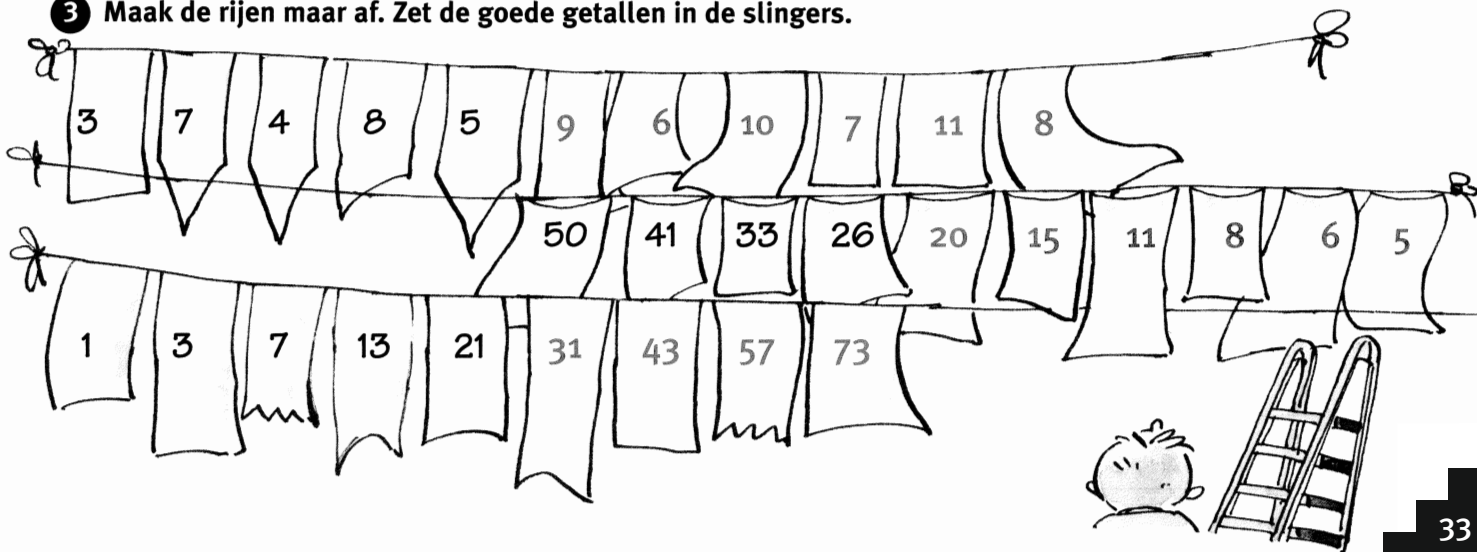 3 Maak de rijen maar af. Zet de goede getallen in de slingers.
3 7 4 8 5 9 6 10 7 11 8
50 41 33 26 20 15 11 8 6 5
1 3 7 13 21 31 43 57 73
33